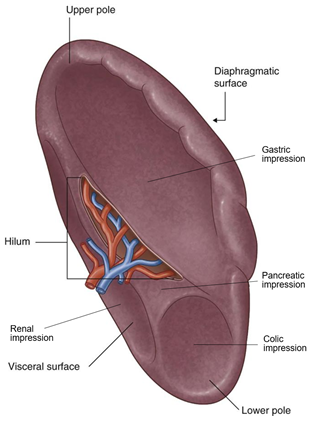 Upper pole
Diaphragmatic
surface
Gastric
impression
Hilum
Pancreatic
impression
Renal
impression
Colic
impression
Visceral surface
Lower pole